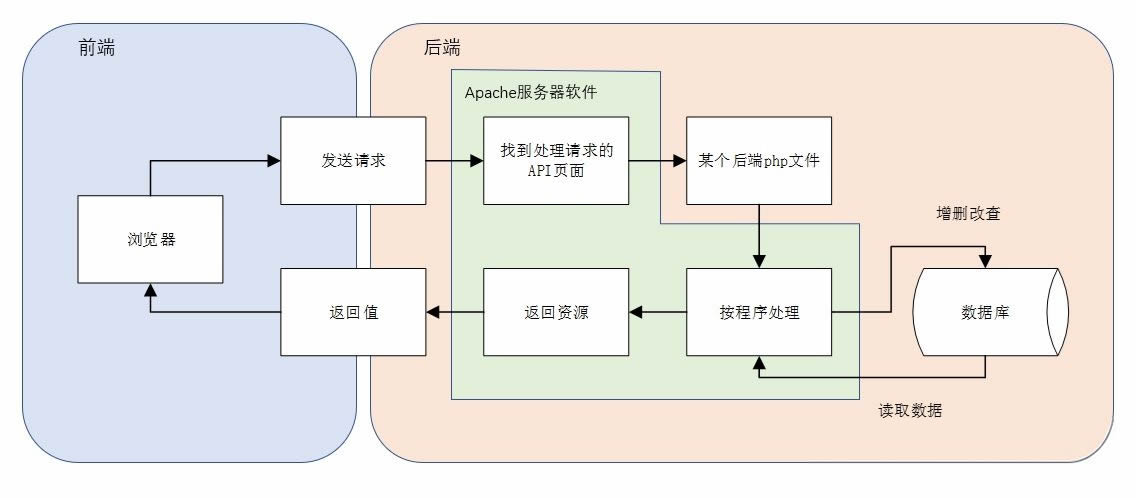 前端
后端
Apache服务器软件
发送请求
找到处理请求的
API页面
某个后端php文件
浏览器
增删改查
返回值
返回资源
按程序处理
数据库
读取数据